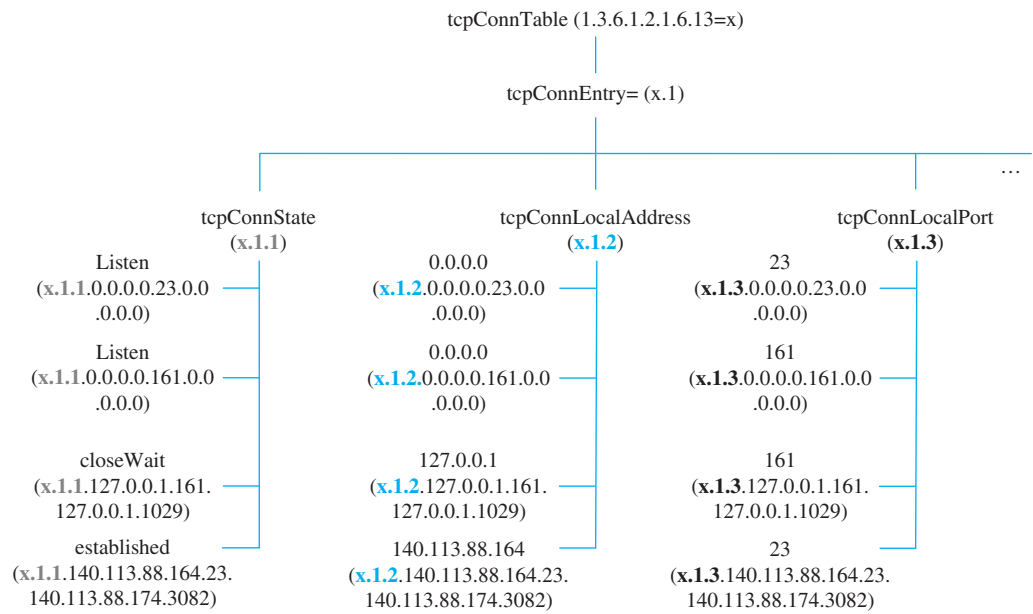 tcpConnTable (1.3.6.1.2.1.6.13=x)
tcpConnEntry= (x.1)
…
tcpConnState
(x.1.1)
Listen
(x.1.1.0.0.0.0.23.0.0
.0.0.0)
Listen
(x.1.1.0.0.0.0.161.0.0
.0.0.0)
closeWait
(x.1.1.127.0.0.1.161.
127.0.0.1.1029)
established
(x.1.1.140.113.88.164.23.
140.113.88.174.3082)
tcpConnLocalAddress
(x.1.2)
0.0.0.0
(x.1.2.0.0.0.0.23.0.0
.0.0.0)
0.0.0.0
(x.1.2.0.0.0.0.161.0.0
.0.0.0)
127.0.0.1
(x.1.2.127.0.0.1.161.
127.0.0.1.1029)
140.113.88.164
(x.1.2.140.113.88.164.23.
140.113.88.174.3082)
tcpConnLocalPort
(x.1.3)
23
(x.1.3.0.0.0.0.23.0.0
.0.0.0)
161
(x.1.3.0.0.0.0.161.0.0
.0.0.0)
161
(x.1.3.127.0.0.1.161.
127.0.0.1.1029)
23
(x.1.3.140.113.88.164.23.
140.113.88.174.3082)